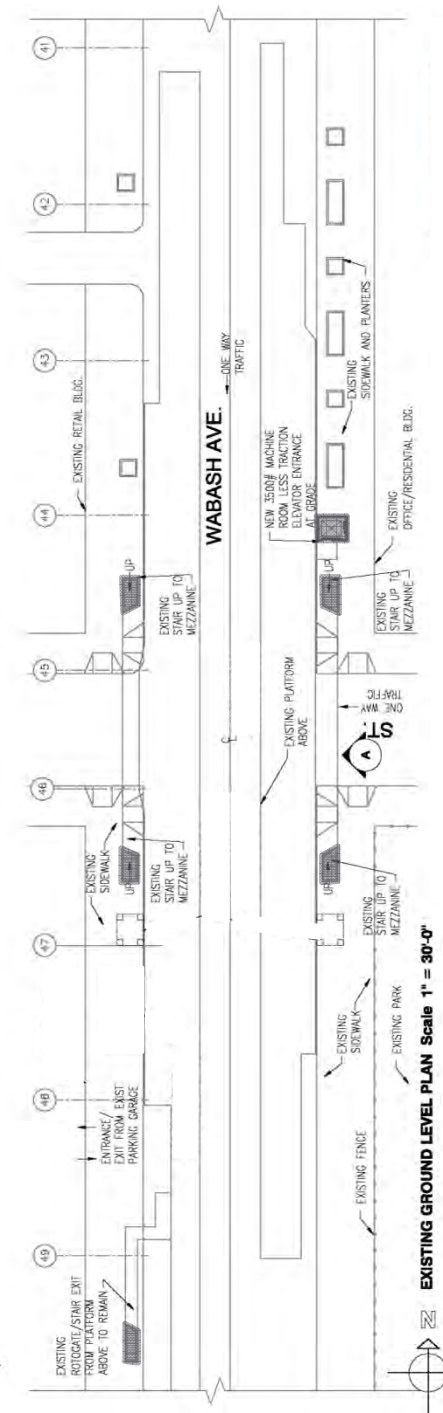 41
42
43
44
45
46
47
48
49
EXISTING RETAIL BLDG.
WABASH AVE.
ONE WAY
TRAFFIC
NEW 3500# MACHINE
ROOM LESS TRACTION
ELEVATOR ENTRANCE
AT GRADE
EXISTING
SIDEWALK AND PLANTERS
EXISTING
OFFICE/RESIDENTIAL BLDG.
UP
EXISTING
STAIR UP TO
MEZZANINE
UP
EXISTING
STAIR UP TO
MEZZANINE
EXISTING PLATFORM
ABOVE
ONE WAY
TRAFFIC
ST.
A
EXISTING
SIDEWALK
UP
EXISTING
STAIR UP TO
MEZZANINE
UP
EXISTING
STAIR UP TO
MEZZANINE
ENTRANCE/
EXIT FROM EXIST
PARKING GARAGE
EXISTING
SIDEWALK
EXISTING PARK
EXISTING FENCE
EXISTING
ROTOGATE/STAIR EXIT
FROM PLATFORM
ABOVE TO REMAIN
N
EXISTING GROUND LEVEL PLAN Scale 1" = 30'-0"